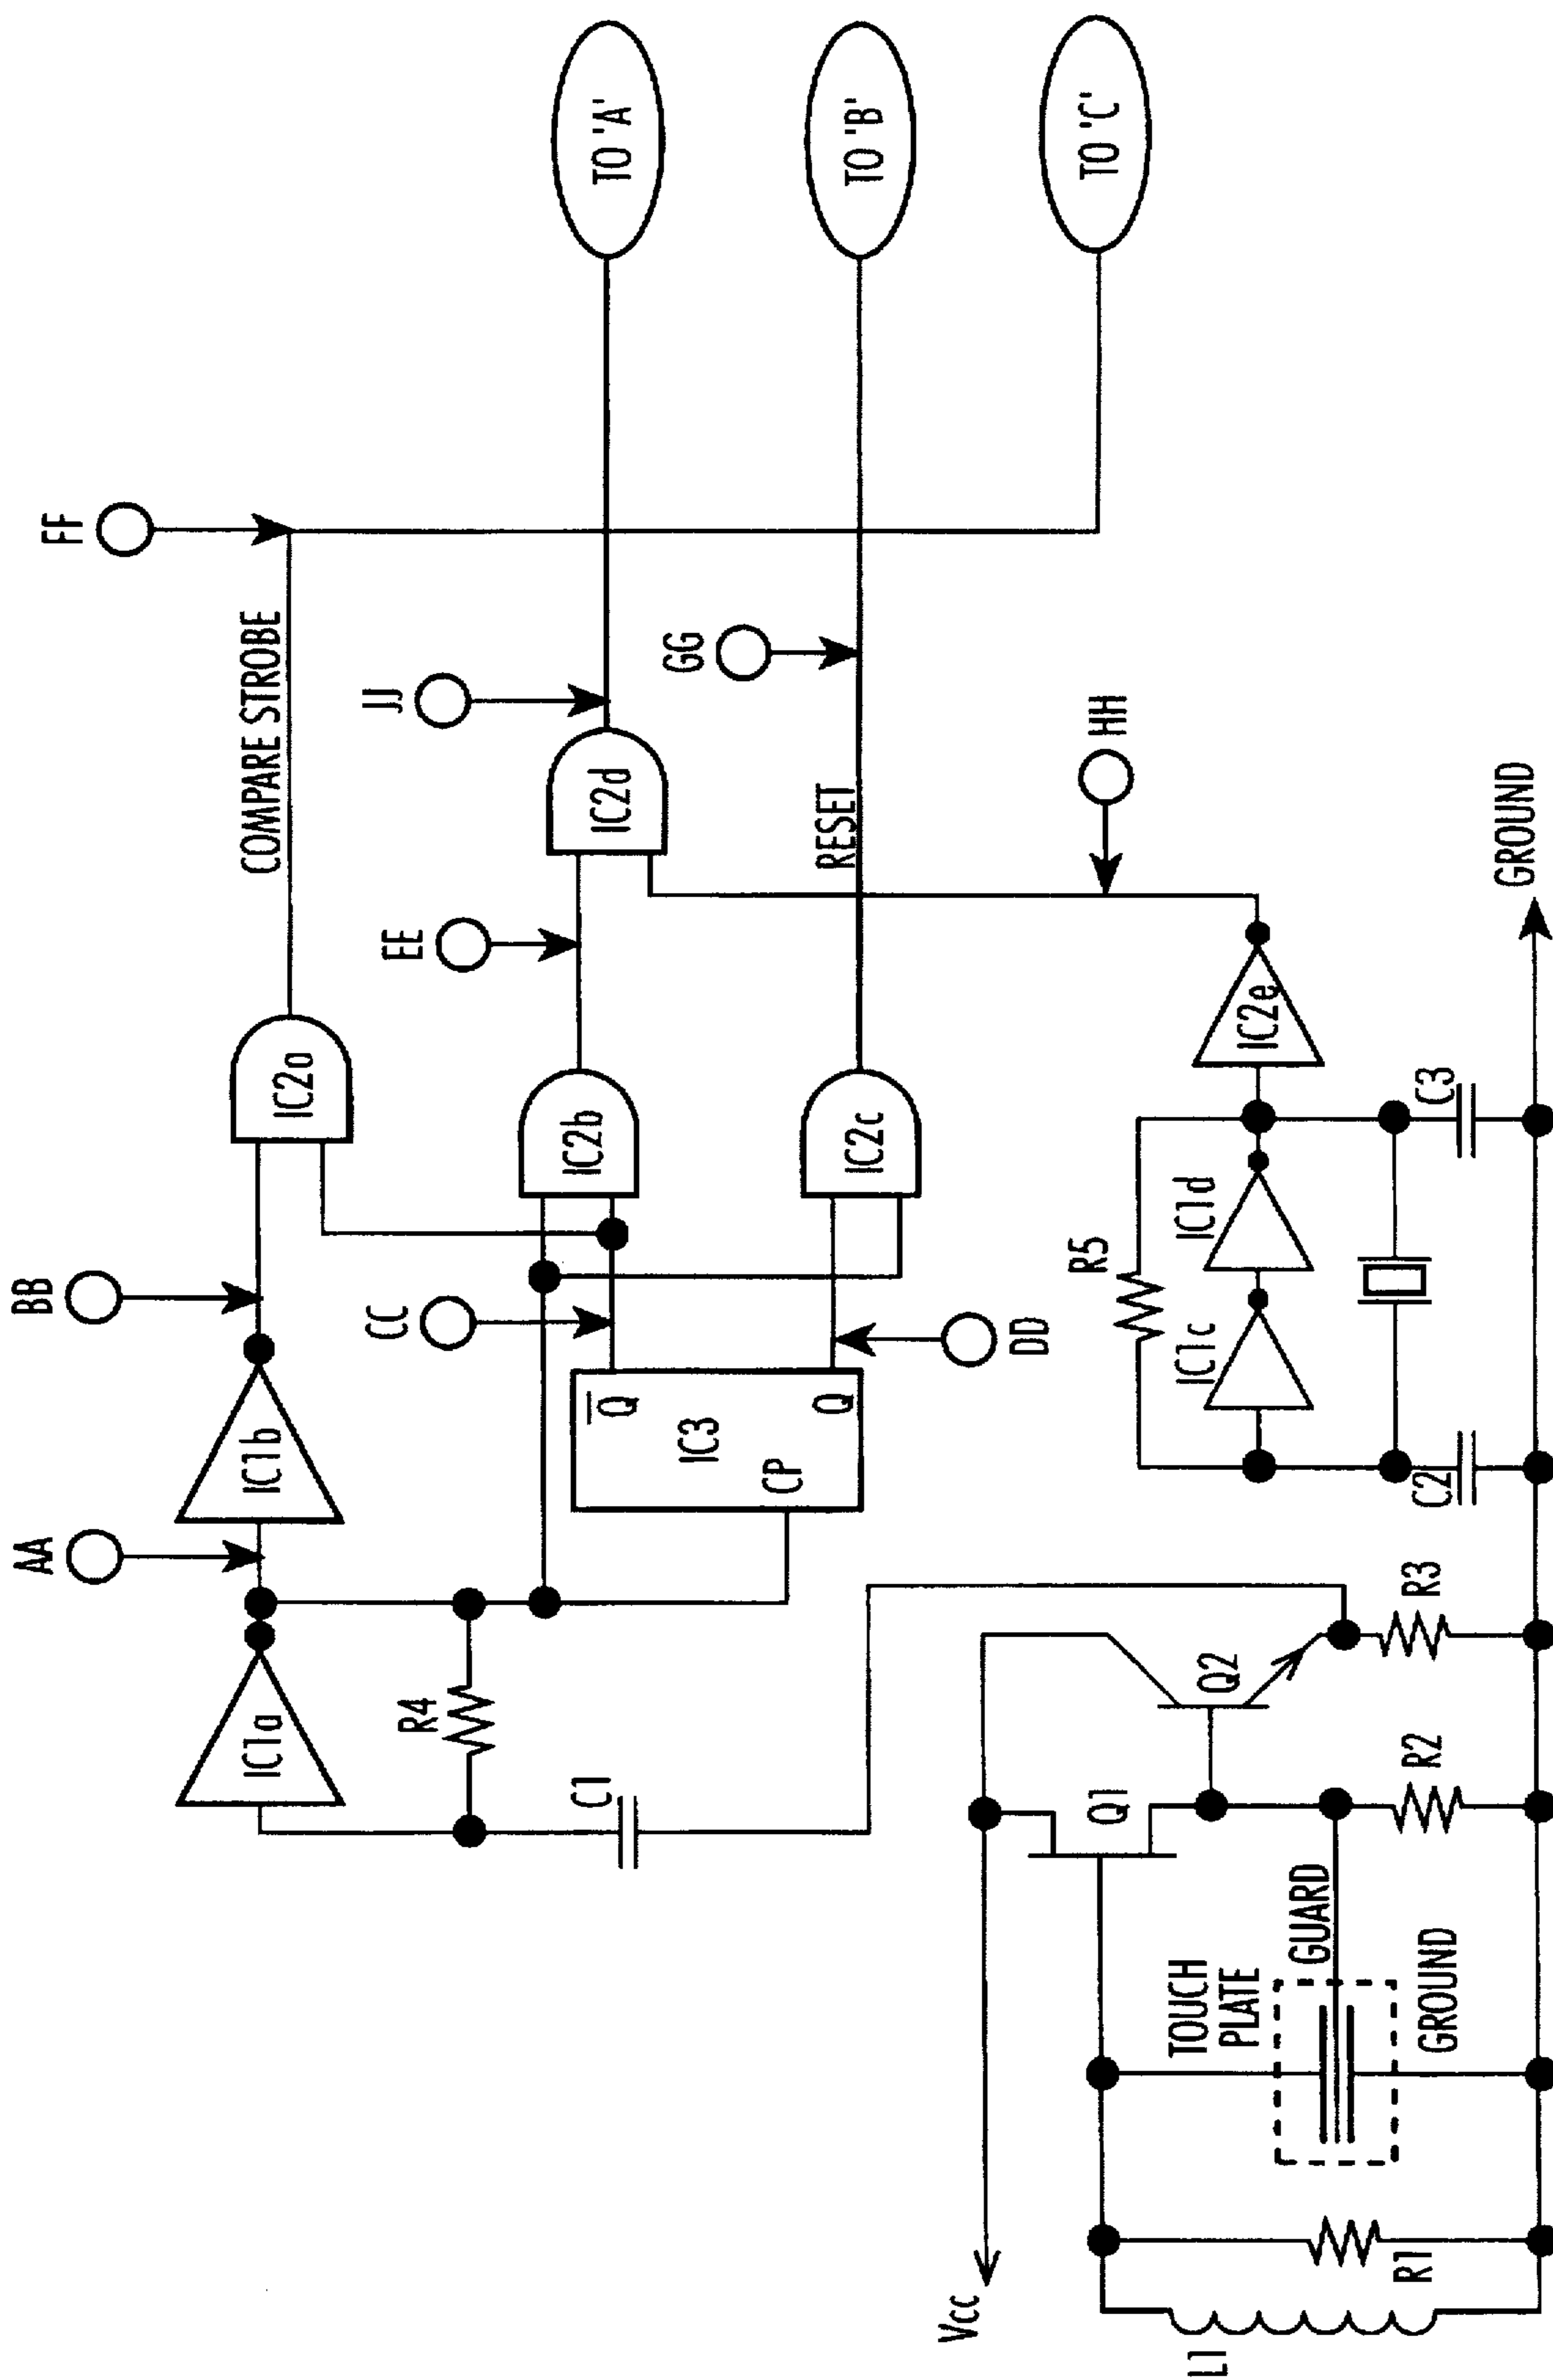 FF
BB
AA
COMPARE STROBE
IC2a
IC1b
IC1a
JJ
EE
CC
R4
TO 'A'
IC2d
IC2b
Q
IC3
CP
Q
C1
GG
RESET
IC2c
DD
TO 'B'
HH
TO 'C'
Vcc
IC2e
R5
IC1d
IC1c
C3
C2
Q2
Q1
R3
R2
TOUCH
PLATE
GUARD
GROUND
R1
L1
GROUND